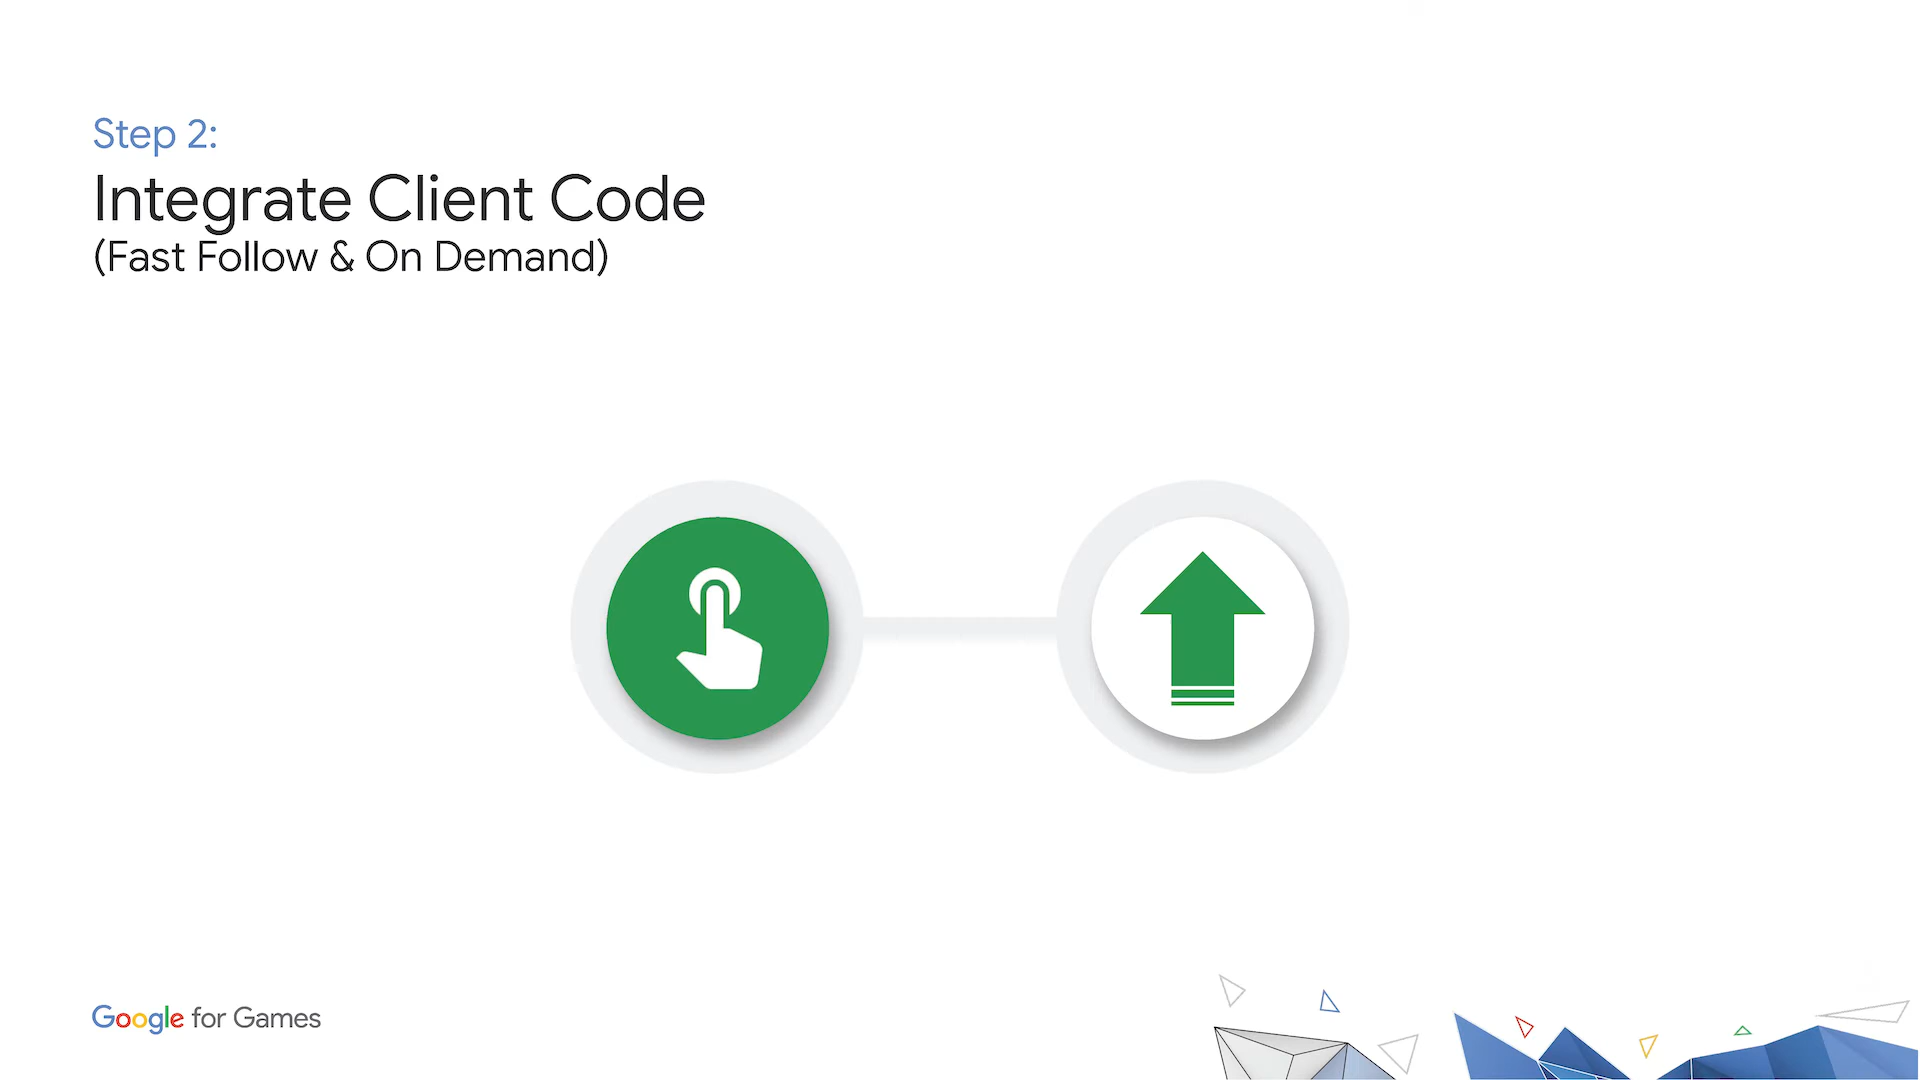 Step 2:
Integrate Client Code
(Fast Follow & On Demand)
Google for Games